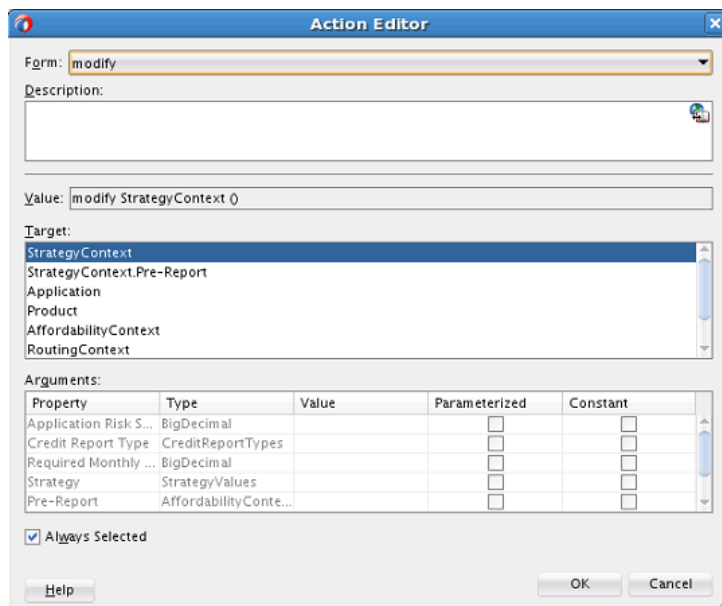 Action Editor
Form: modify
Description:
Value: modify StrategyContext ()
Target:
StrategyContext
StrategyContext.Pre-Report
Application
Product
AffordabilityContext
RoutingContext
Arguments:
Property Type Value Parameterized Constant
Application Risk S... BigDecimal
Credit Report Type CreditReportTypes
Required Monthly ... BigDecimal
Strategy StrategyValues
Pre-Report AffordabilityConte...
Always Selected
Help OK Cancel